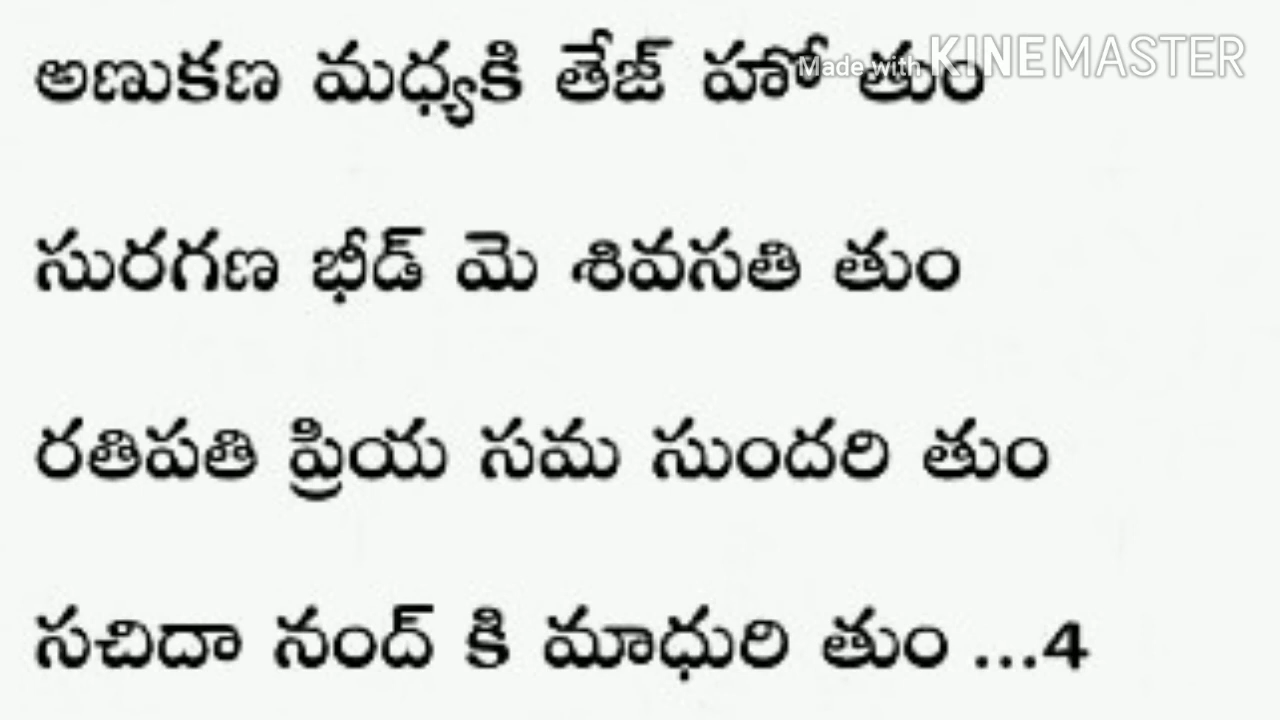 అణుకణ మధ్యకి తేజ్ హో తుం
Made with KINEMASTER
సురగణ భీడ్ మె శివసతి తుం
రతిపతి ప్రియ సమ సుందరి తుం
సచిదా నంద్ కి మాధురి తుం ...4